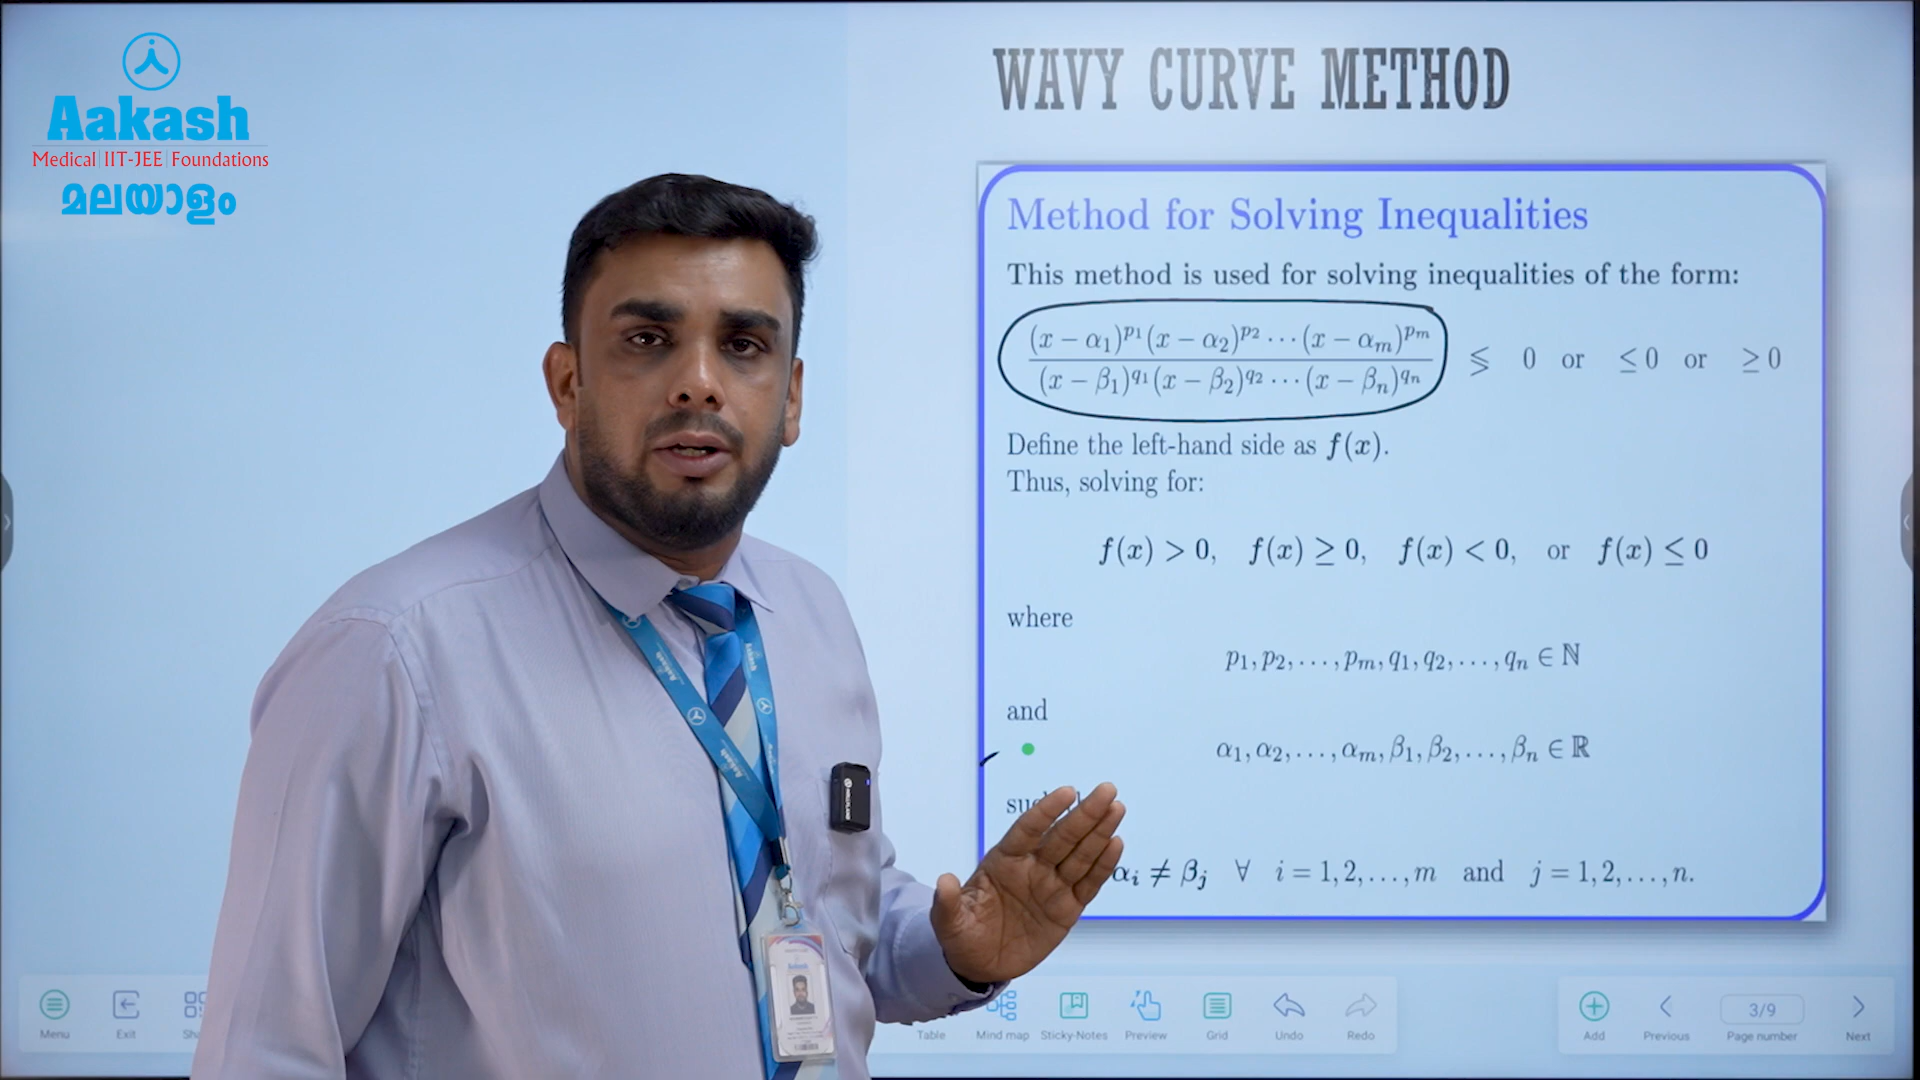 Aakash
Medical | IIT-JEE | Foundations
മലയാളം
WAVY CURVE METHOD
Method for Solving Inequalities
This method is used for solving inequalities of the form:
(x − α₁)^p₁ (x − α₂)^p₂ ⋯ (x − αₘ)^pₘ
(x − β₁)^q₁ (x − β₂)^q₂ ⋯ (x − βₙ)^qₙ
≶ 0 or ≤ 0 or ≥ 0
Define the left-hand side as f(x).
Thus, solving for:
f(x) > 0, f(x) ≥ 0, f(x) < 0, or f(x) ≤ 0
where
p₁, p₂, . . . , pₘ, q₁, q₂, . . . , qₙ ∈ ℕ
and
α₁, α₂, . . . , αₘ, β₁, β₂, . . . , βₙ ∈ ℝ
αᵢ ≠ βⱼ ∀ i = 1, 2, . . . , m and j = 1, 2, . . . , n.
Menu Exit Table Mind map Sticky-Notes Preview Grid Undo Redo Add Previous 3/9 Page number Next